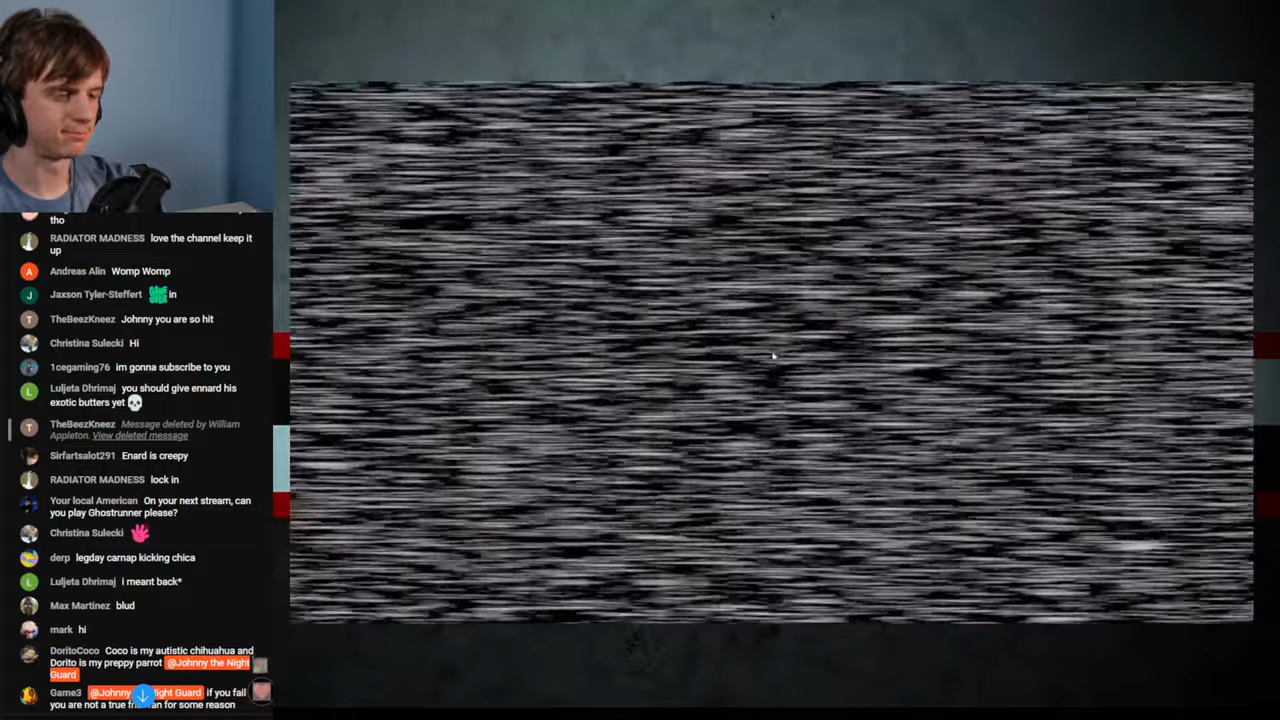 tho
RADIATOR MADNESS love the channel keep it
up
A Andreas Alin Womp Womp
J Jaxson Tyler-Steffert GAME OVER in
T TheBeezKneez Johnny you are so hit
Christina Sulecki Hi
1cegaming76 im gonna subscribe to you
L Luljeta Dhrimaj you should give ennard his
exotic butters yet
T TheBeezKneez Message deleted by William
Appleton. View deleted message
Sirfartsalot291 Enard is creepy
RADIATOR MADNESS lock in
Your local American On your next stream, can
you play Ghostrunner please?
Christina Sulecki
derp legday carnap kicking chica
L Luljeta Dhrimaj i meant back*
Max Martinez blud
mark hi
DoritoCoco Coco is my autistic chihuahua and
Dorito is my preppy parrot @Johnny the Night
Guard
Game3 @Johnny Night Guard if you fail
you are not a true fan for some reason